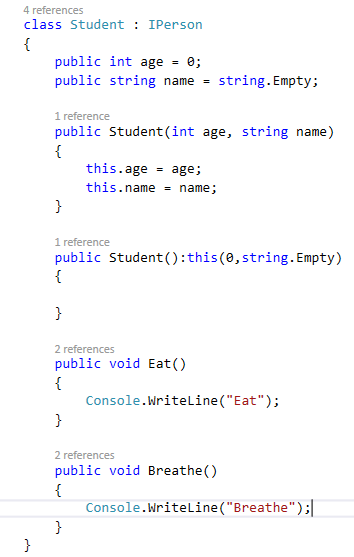 4 references
class Student : IPerson
{
    public int age = 0;
    public string name = string.Empty;

    1 reference
    public Student(int age, string name)
    {
        this.age = age;
        this.name = name;
    }

    1 reference
    public Student():this(0,string.Empty)
    {

    }

    2 references
    public void Eat()
    {
        Console.WriteLine("Eat");
    }

    2 references
    public void Breathe()
    {
        Console.WriteLine("Breathe");
    }
}